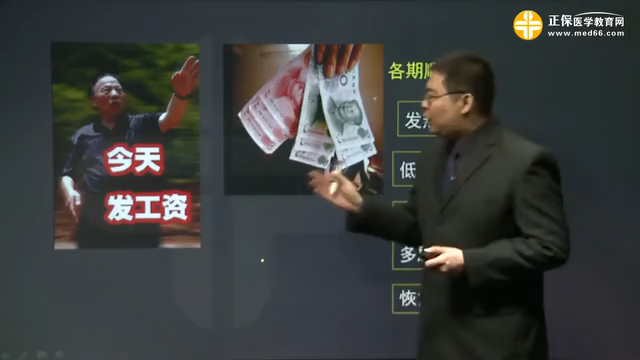 正保医学教育网
www.med66.com
各期
今天
发工资
发
低
多
恢